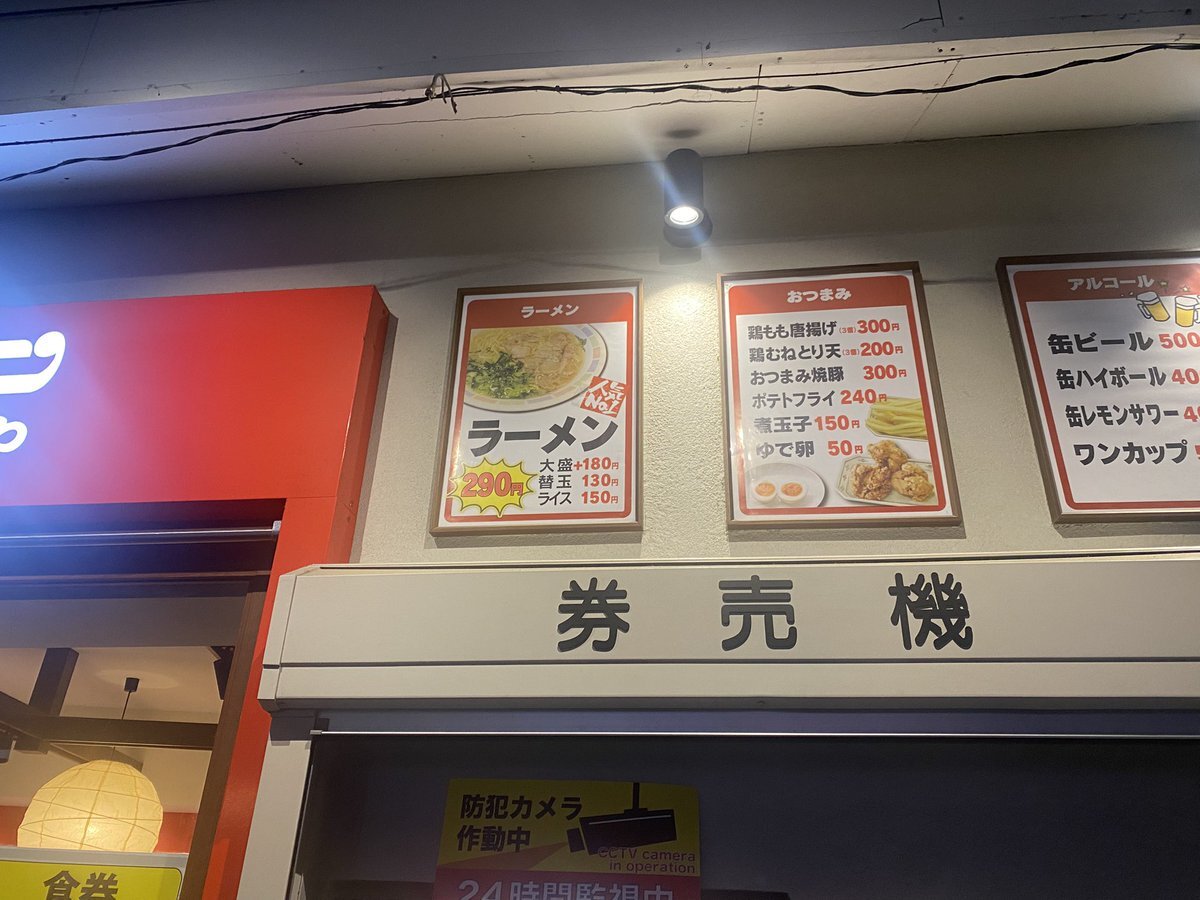 ラーメン
人気
No.1
ラーメン
290円
大盛+180円
替玉 130円
ライス 150円
おつまみ
鶏もも唐揚げ(3個)300円
鶏むねとり天(3個)200円
おつまみ焼豚 300円
ポテトフライ 240円
煮玉子 150円
ゆで卵 50円
アルコール
缶ビール 500
缶ハイボール 40
缶レモンサワー 4
ワンカップ
券売機
防犯カメラ
作動中
CCTV camera
in operation
24時間監視中
食券